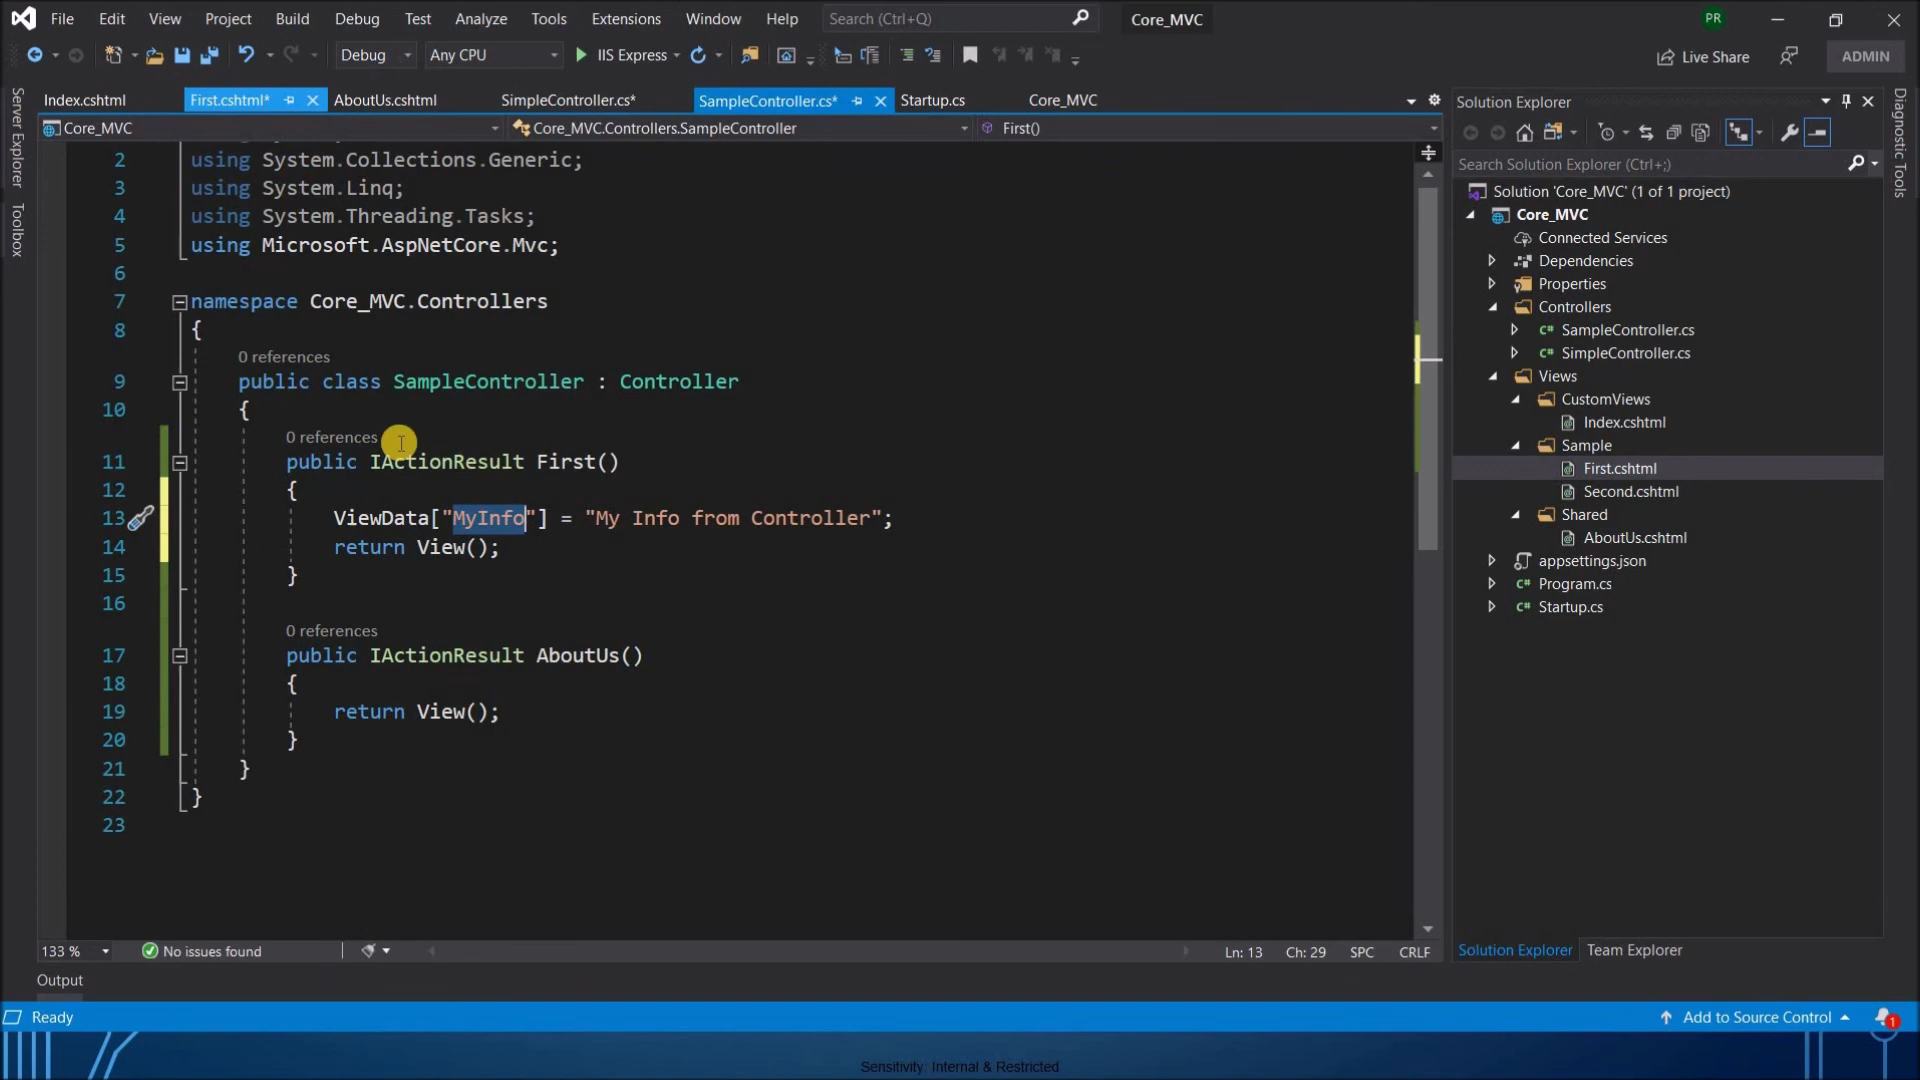 File Edit View Project Build Debug Test Analyze Tools Extensions Window Help Search (Ctrl+Q) Core_MVC PR
Debug Any CPU IIS Express Live Share ADMIN
Index.cshtml First.cshtml* AboutUs.cshtml SimpleController.cs* SampleController.cs* Startup.cs Core_MVC
Core_MVC Core_MVC.Controllers.SampleController First()
Server Explorer
Toolbox
2 using System.Collections.Generic;
3 using System.Linq;
4 using System.Threading.Tasks;
5 using Microsoft.AspNetCore.Mvc;
6
7 namespace Core_MVC.Controllers
8 {
0 references
9 public class SampleController : Controller
10 {
0 references
11 public IActionResult First()
12 {
13 ViewData["MyInfo"] = "My Info from Controller";
14 return View();
15 }
16
0 references
17 public IActionResult AboutUs()
18 {
19 return View();
20 }
21 }
22 }
23
133 % No issues found Ln: 13 Ch: 29 SPC CRLF
Solution Explorer
Search Solution Explorer (Ctrl+;)
Solution 'Core_MVC' (1 of 1 project)
Core_MVC
Connected Services
Dependencies
Properties
Controllers
C# SampleController.cs
C# SimpleController.cs
Views
CustomViews
Index.cshtml
Sample
First.cshtml
Second.cshtml
Shared
AboutUs.cshtml
appsettings.json
C# Program.cs
C# Startup.cs
Solution Explorer Team Explorer
Diagnostic Tools
Output
Ready Add to Source Control 1
Sensitivity: Internal & Restricted